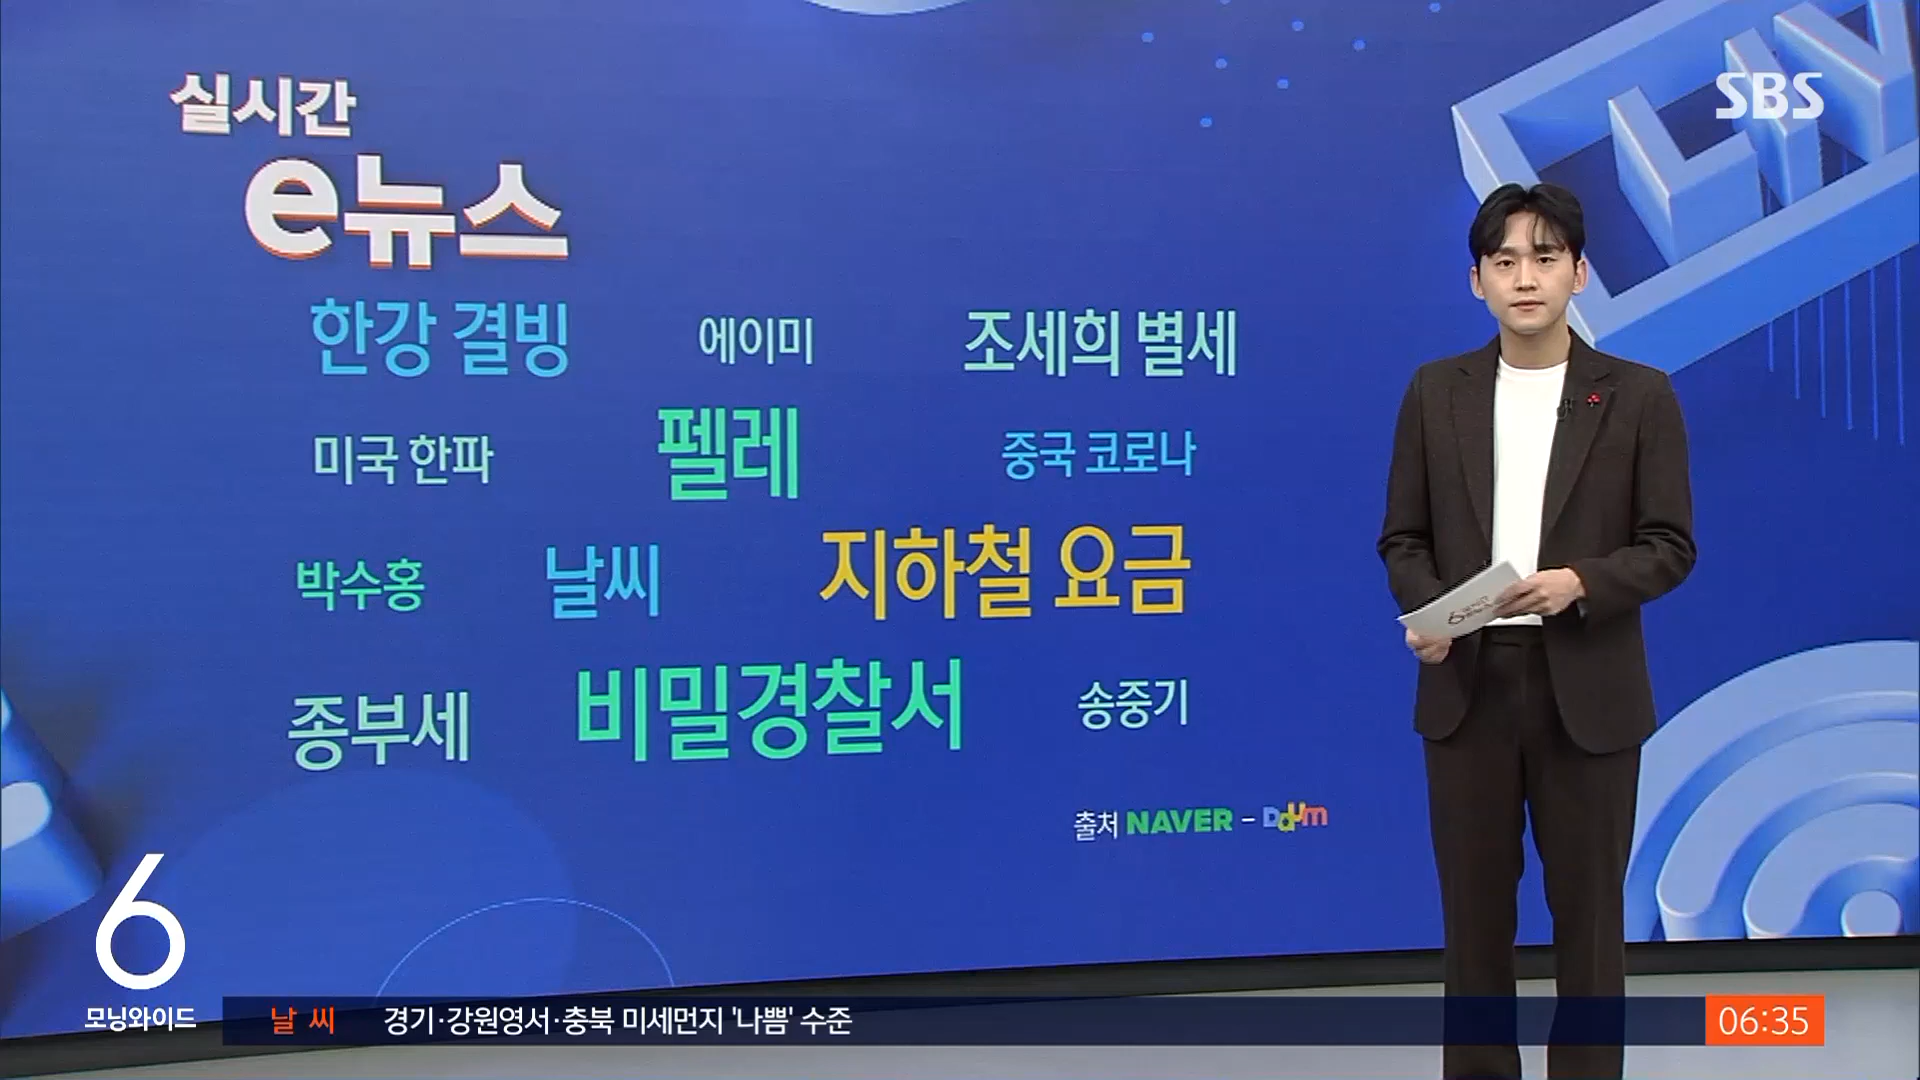 실시간
e뉴스
SBS
LIV
한강 결빙
에이미
조세희 별세
미국 한파
펠레
중국 코로나
박수홍
날씨
지하철 요금
종부세
비밀경찰서
송중기
출처 NAVER - Daum
6
모닝와이드
날씨 경기·강원영서·충북 미세먼지 '나쁨' 수준
06:35